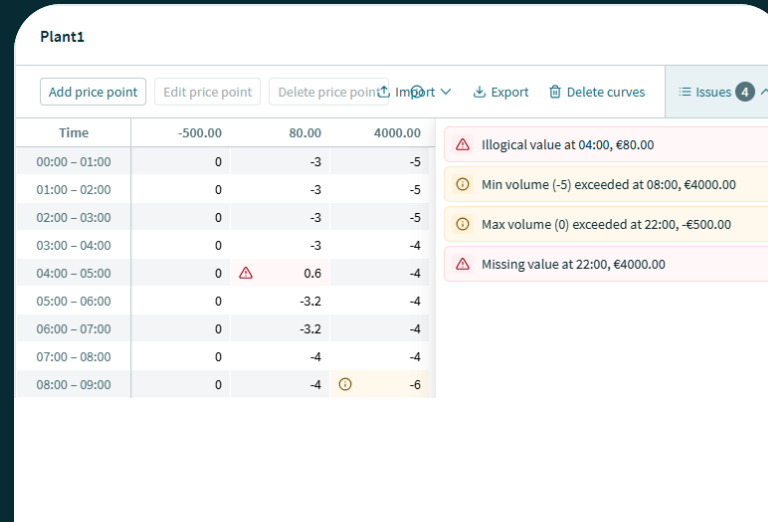 Plant1
Add price point Edit price point Delete price point Import Export Delete curves Issues 4
Time -500.00 80.00 4000.00
00:00 – 01:00 0 -3 -5
01:00 – 02:00 0 -3 -5
02:00 – 03:00 0 -3 -5
03:00 – 04:00 0 -3 -4
04:00 – 05:00 0 0.6 -4
05:00 – 06:00 0 -3.2 -4
06:00 – 07:00 0 -3.2 -4
07:00 – 08:00 0 -4 -4
08:00 – 09:00 0 -4 -6
Illogical value at 04:00, €80.00
Min volume (-5) exceeded at 08:00, €4000.00
Max volume (0) exceeded at 22:00, -€500.00
Missing value at 22:00, €4000.00